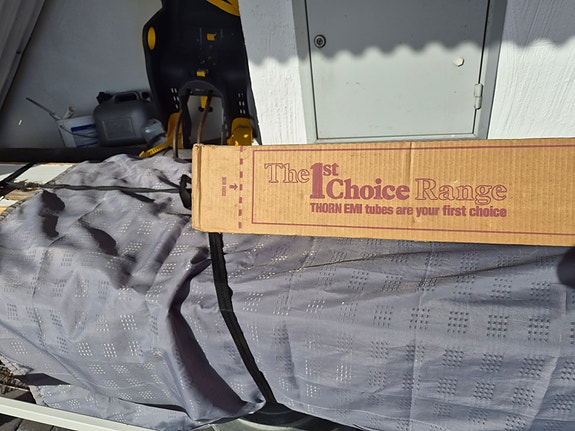 The 1st Choice Range
THORN EMI tubes are your first choice